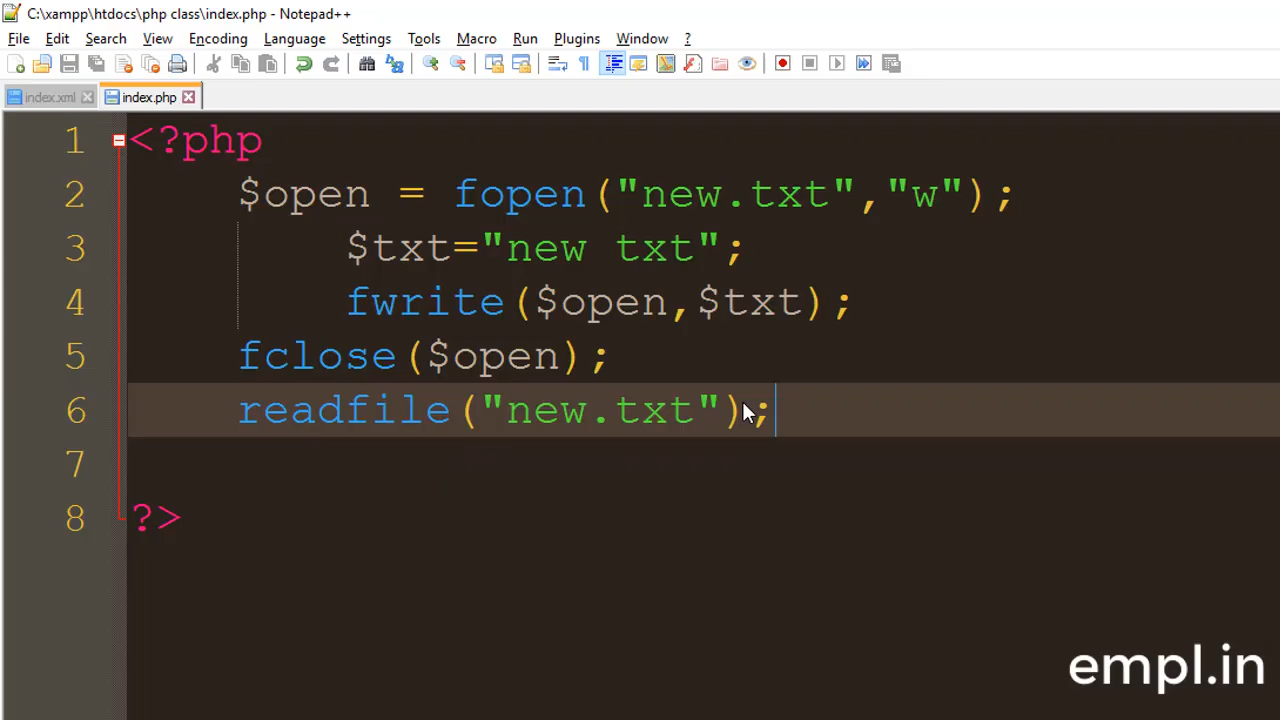 C:\xampp\htdocs\php class\index.php - Notepad++
File Edit Search View Encoding Language Settings Tools Macro Run Plugins Window ?
index.xml index.php
1 <?php
2 $open = fopen("new.txt","w");
3 $txt="new txt";
4 fwrite($open,$txt);
5 fclose($open);
6 readfile("new.txt");
7
8 ?>
empl.in